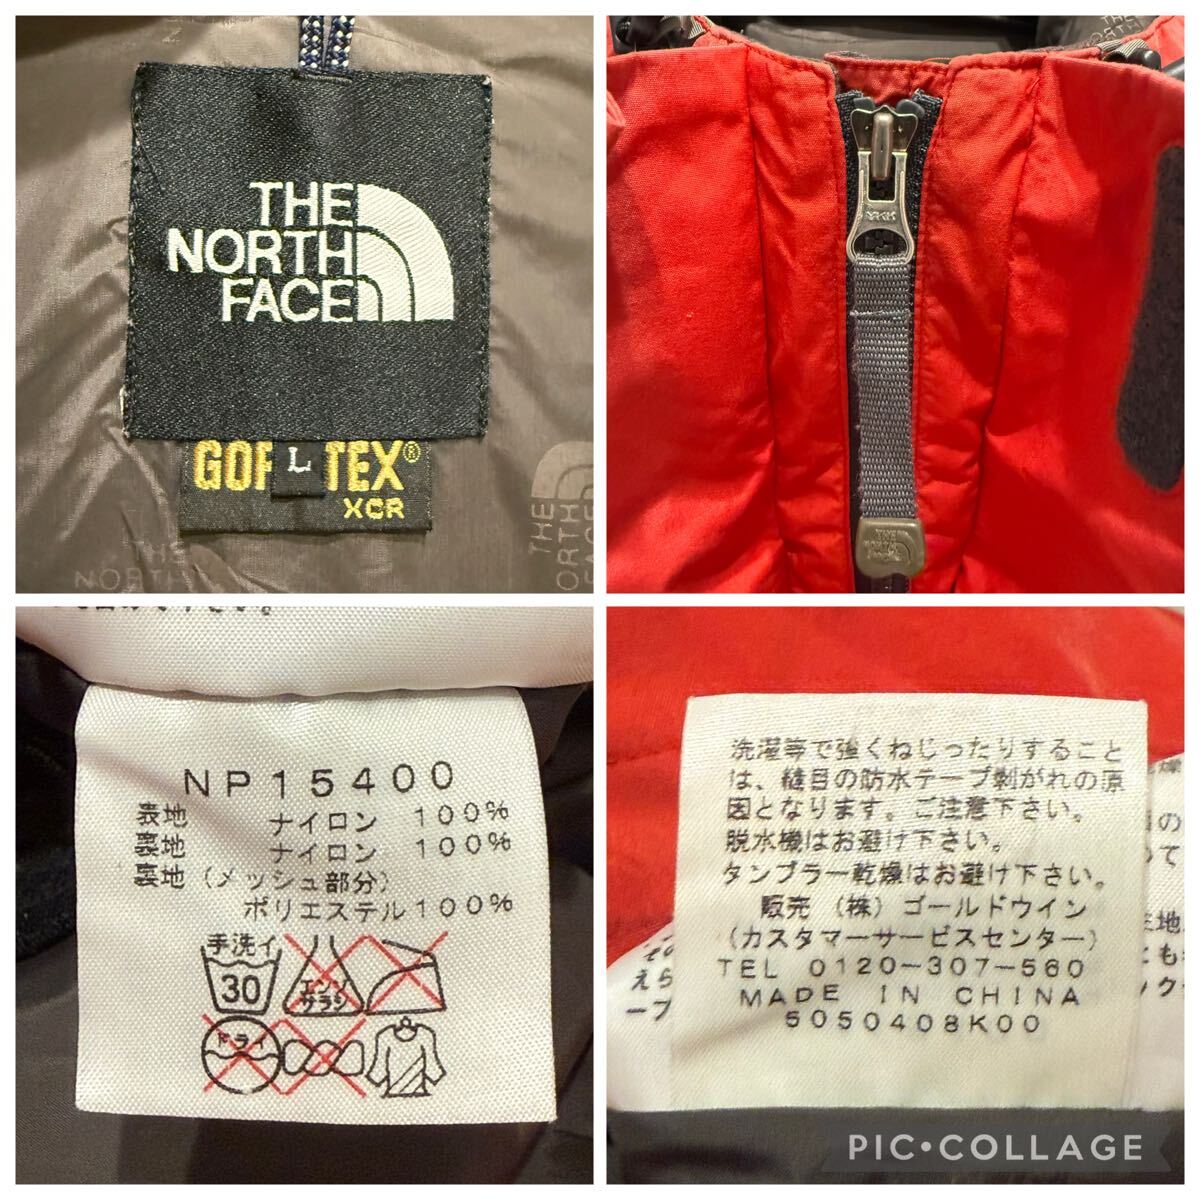 THE
NORTH
FACE
GORE-TEX®
L
XCR
THE
NORTH
THE
NORTH
YKK
NP15400
表地 ナイロン 100%
裏地 ナイロン 100%
裏地(メッシュ部分)
ポリエステル100%
手洗イ
30
エンソ
サラシ
ドライ
洗濯等で強くねじったりすること
は、縫目の防水テープ剥がれの原
因となります。ご注意下さい。
脱水機はお避け下さい。
タンブラー乾燥はお避け下さい。
販売 (株)ゴールドウイン
(カスタマーサービスセンター)
TEL 0120-307-560
MADE IN CHINA
5050408K00
PIC•COLLAGE